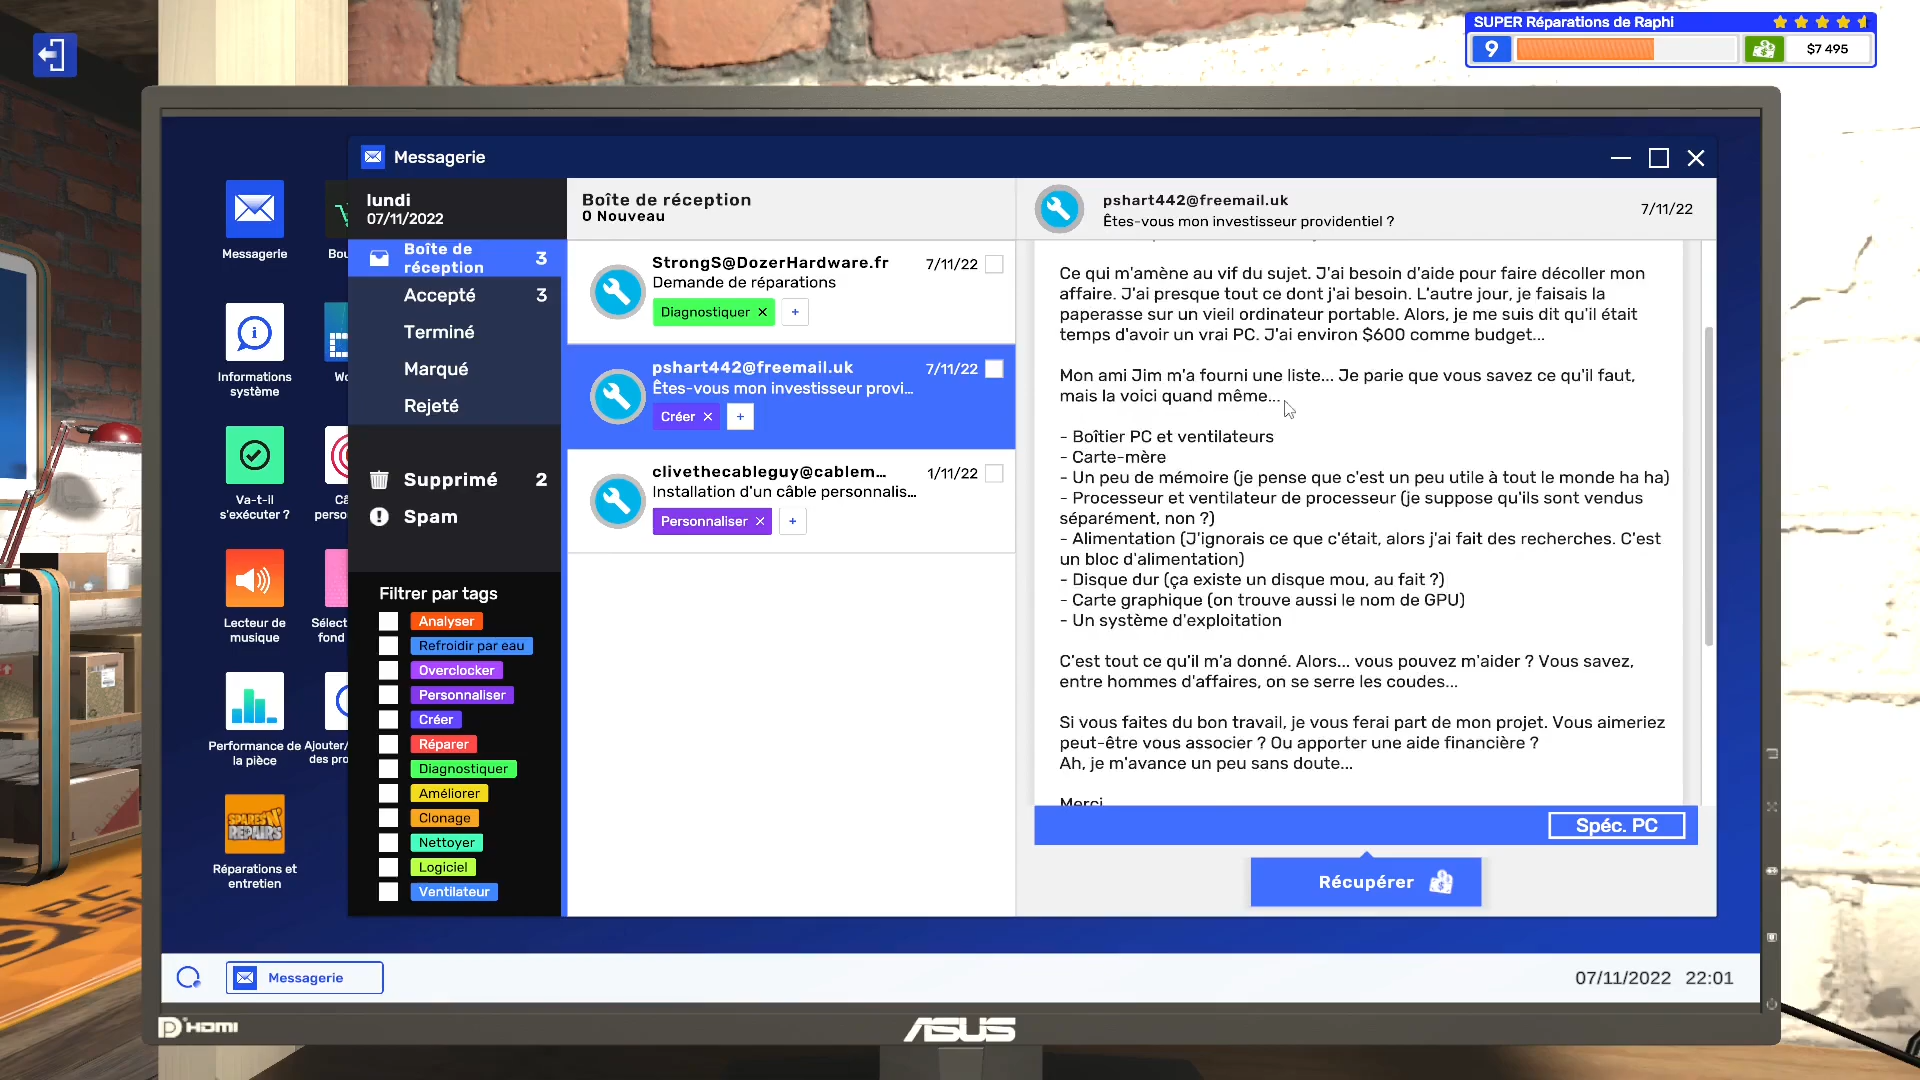 SUPER Réparations de Raphi
9
$7 495
Messagerie
lundi
07/11/2022
Boîte de réception
0 Nouveau
pshart442@freemail.uk
Êtes-vous mon investisseur providentiel ?
7/11/22
Messagerie
Informations
système
Va-t-il
s'exécuter ?
Lecteur de
musique
Performance de
la pièce
Réparations et
entretien
SPARES N'
REPAIRS
Bou
Wo
Câ
perso
Sélect
fond
Ajouter/
des pro
Boîte de
réception
3
Accepté
3
Terminé
Marqué
Rejeté
Supprimé
2
Spam
Filtrer par tags
Analyser
Refroidir par eau
Overclocker
Personnaliser
Créer
Réparer
Diagnostiquer
Améliorer
Clonage
Nettoyer
Logiciel
Ventilateur
StrongS@DozerHardware.fr
7/11/22
Demande de réparations
Diagnostiquer × +
pshart442@freemail.uk
7/11/22
Êtes-vous mon investisseur provi...
Créer × +
clivethecableguy@cablem...
1/11/22
Installation d'un câble personnalis...
Personnaliser × +
Ce qui m'amène au vif du sujet. J'ai besoin d'aide pour faire décoller mon
affaire. J'ai presque tout ce dont j'ai besoin. L'autre jour, je faisais la
paperasse sur un vieil ordinateur portable. Alors, je me suis dit qu'il était
temps d'avoir un vrai PC. J'ai environ $600 comme budget...
Mon ami Jim m'a fourni une liste... Je parie que vous savez ce qu'il faut,
mais la voici quand même...
- Boîtier PC et ventilateurs
- Carte-mère
- Un peu de mémoire (je pense que c'est un peu utile à tout le monde ha ha)
- Processeur et ventilateur de processeur (je suppose qu'ils sont vendus
séparément, non ?)
- Alimentation (J'ignorais ce que c'était, alors j'ai fait des recherches. C'est
un bloc d'alimentation)
- Disque dur (ça existe un disque mou, au fait ?)
- Carte graphique (on trouve aussi le nom de GPU)
- Un système d'exploitation
C'est tout ce qu'il m'a donné. Alors... vous pouvez m'aider ? Vous savez,
entre hommes d'affaires, on se serre les coudes...
Si vous faites du bon travail, je vous ferai part de mon projet. Vous aimeriez
peut-être vous associer ? Ou apporter une aide financière ?
Ah, je m'avance un peu sans doute...
Merci
Spéc. PC
Récupérer
Messagerie
07/11/2022 22:01
HDMI
ASUS